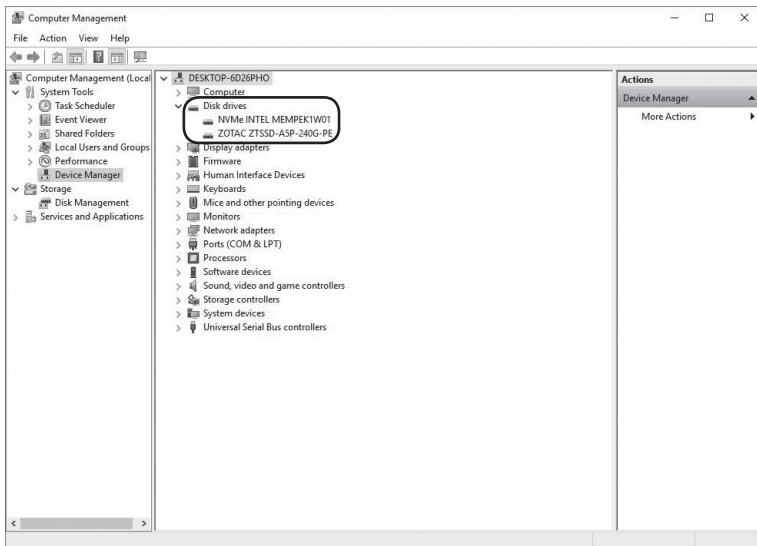 Computer Management
File Action View Help
Computer Management (Local
System Tools
Task Scheduler
Event Viewer
Shared Folders
Local Users and Groups
Performance
Device Manager
Storage
Disk Management
Services and Applications
DESKTOP-6D26PHO
Computer
Disk drives
NVMe INTEL MEMPEK1W01
ZOTAC ZTSSD-A5P-240G-PE
Display adapters
Firmware
Human Interface Devices
Keyboards
Mice and other pointing devices
Monitors
Network adapters
Ports (COM & LPT)
Processors
Software devices
Sound, video and game controllers
Storage controllers
System devices
Universal Serial Bus controllers
Actions
Device Manager
More Actions